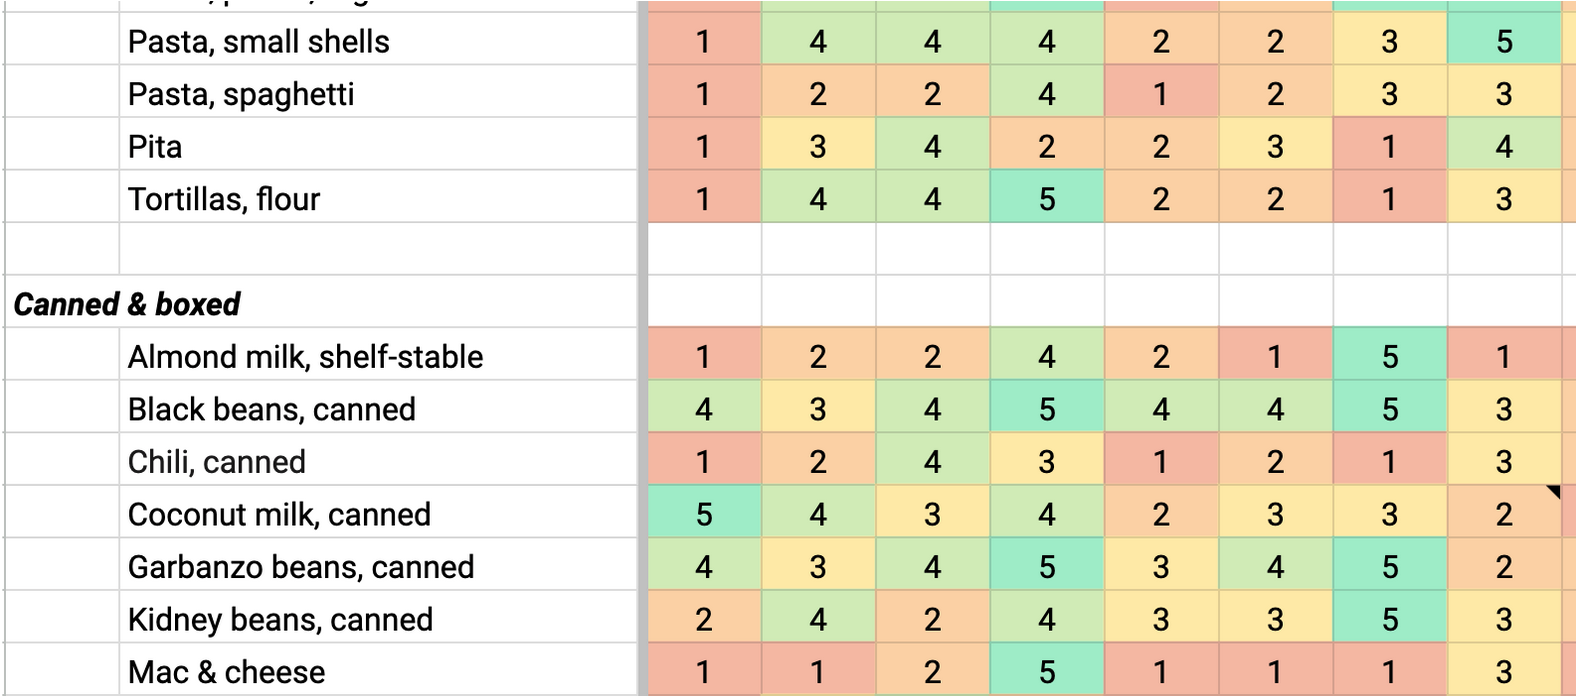 Pasta, small shells 1 4 4 4 2 2 3 5
Pasta, spaghetti 1 2 2 4 1 2 3 3
Pita 1 3 4 2 2 3 1 4
Tortillas, flour 1 4 4 5 2 2 1 3
Canned & boxed
Almond milk, shelf-stable 1 2 2 4 2 1 5 1
Black beans, canned 4 3 4 5 4 4 5 3
Chili, canned 1 2 4 3 1 2 1 3
Coconut milk, canned 5 4 3 4 2 3 3 2
Garbanzo beans, canned 4 3 4 5 3 4 5 2
Kidney beans, canned 2 4 2 4 3 3 5 3
Mac & cheese 1 1 2 5 1 1 1 3